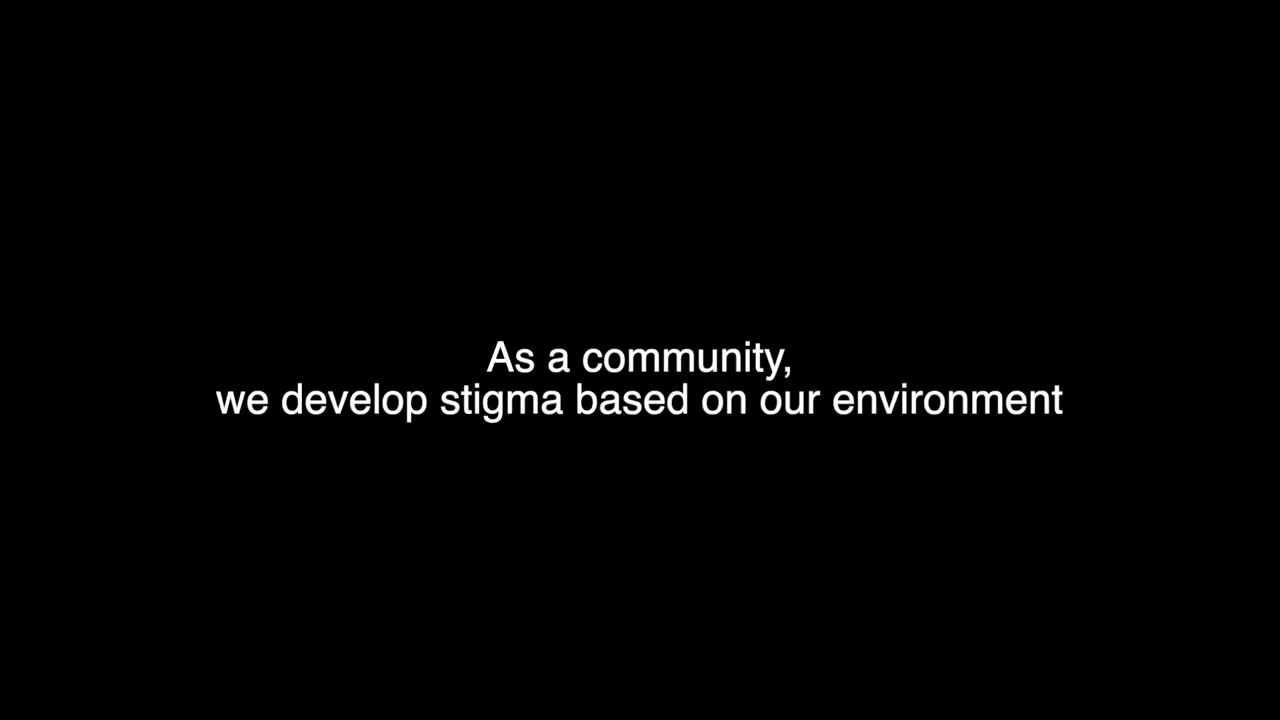 As a community,
we develop stigma based on our environment